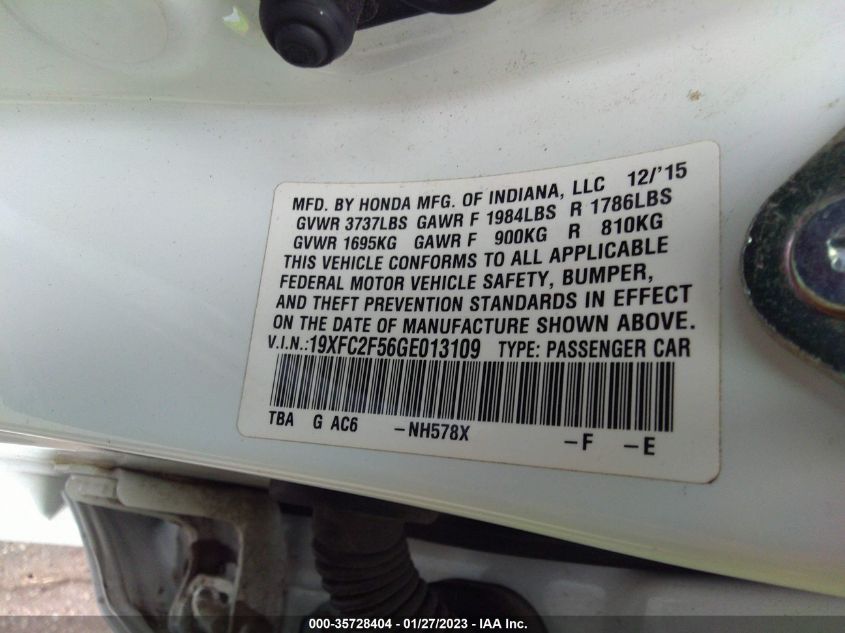 MFD. BY HONDA MFG. OF INDIANA, LLC 12/'15
GVWR 3737LBS GAWR F 1984LBS R 1786LBS
GVWR 1695KG GAWR F 900KG R 810KG
THIS VEHICLE CONFORMS TO ALL APPLICABLE
FEDERAL MOTOR VEHICLE SAFETY, BUMPER,
AND THEFT PREVENTION STANDARDS IN EFFECT
ON THE DATE OF MANUFACTURE SHOWN ABOVE.
V.I.N.:19XFC2F56GE013109 TYPE: PASSENGER CAR
TBA G AC6 -NH578X -F -E
000-35728404 - 01/27/2023 - IAA Inc.